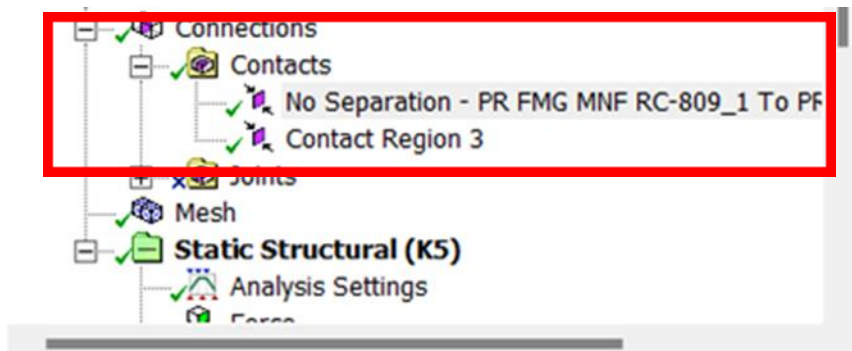 Connections
Contacts
No Separation - PR FMG MNF RC-809_1 To PR
Contact Region 3
Joints
Mesh
Static Structural (K5)
Analysis Settings
Force